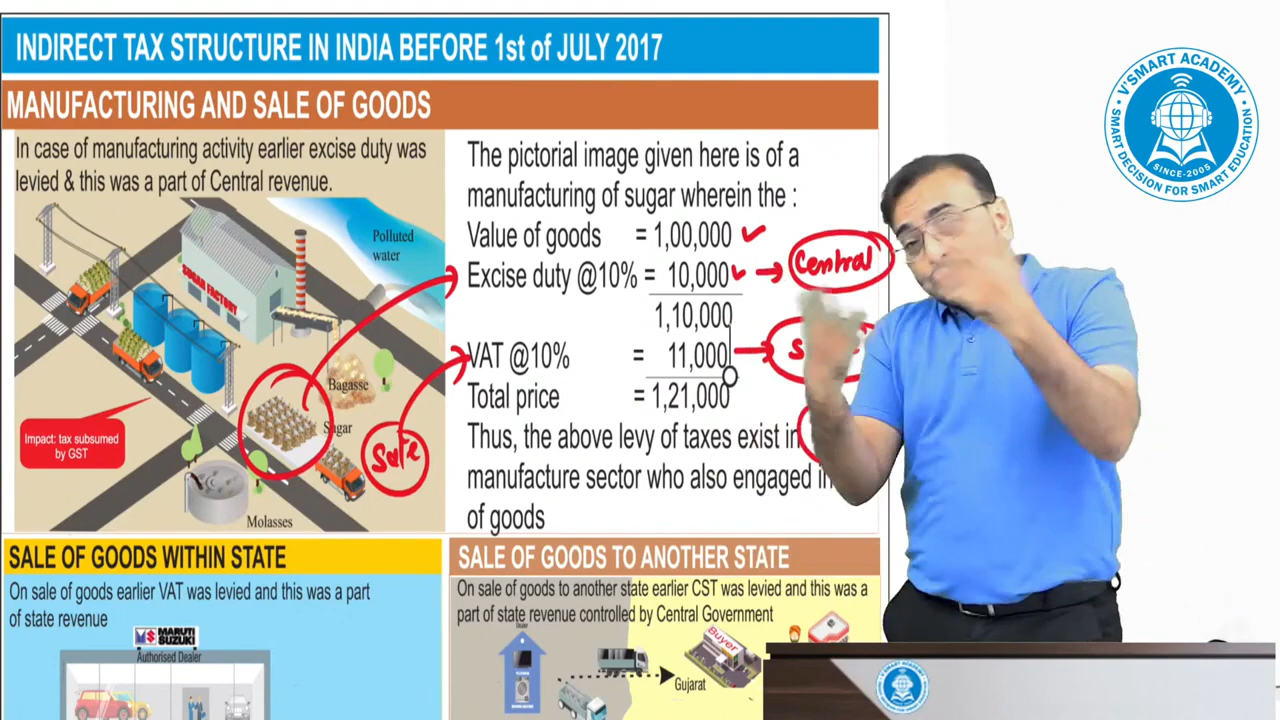 INDIRECT TAX STRUCTURE IN INDIA BEFORE 1st of JULY 2017
MANUFACTURING AND SALE OF GOODS
In case of manufacturing activity earlier excise duty was
levied & this was a part of Central revenue.
Polluted
water
SUGAR FACTORY
Bagasse
Sugar
Sale
Impact: tax subsumed
by GST
Molasses
The pictorial image given here is of a
manufacturing of sugar wherein the :
Value of goods = 1,00,000
Excise duty @10% = 10,000
Central
1,10,000
VAT @10% = 11,000
Total price = 1,21,000
Thus, the above levy of taxes exist in
manufacture sector who also engaged in
of goods
SALE OF GOODS WITHIN STATE
On sale of goods earlier VAT was levied and this was a part
of state revenue
MARUTI
SUZUKI
Authorised Dealer
SALE OF GOODS TO ANOTHER STATE
On sale of goods to another state earlier CST was levied and this was a
part of state revenue controlled by Central Government
Dealer
Buyer
Gujarat
V'SMART ACADEMY
SINCE-2005
SMART DECISION FOR SMART EDUCATION